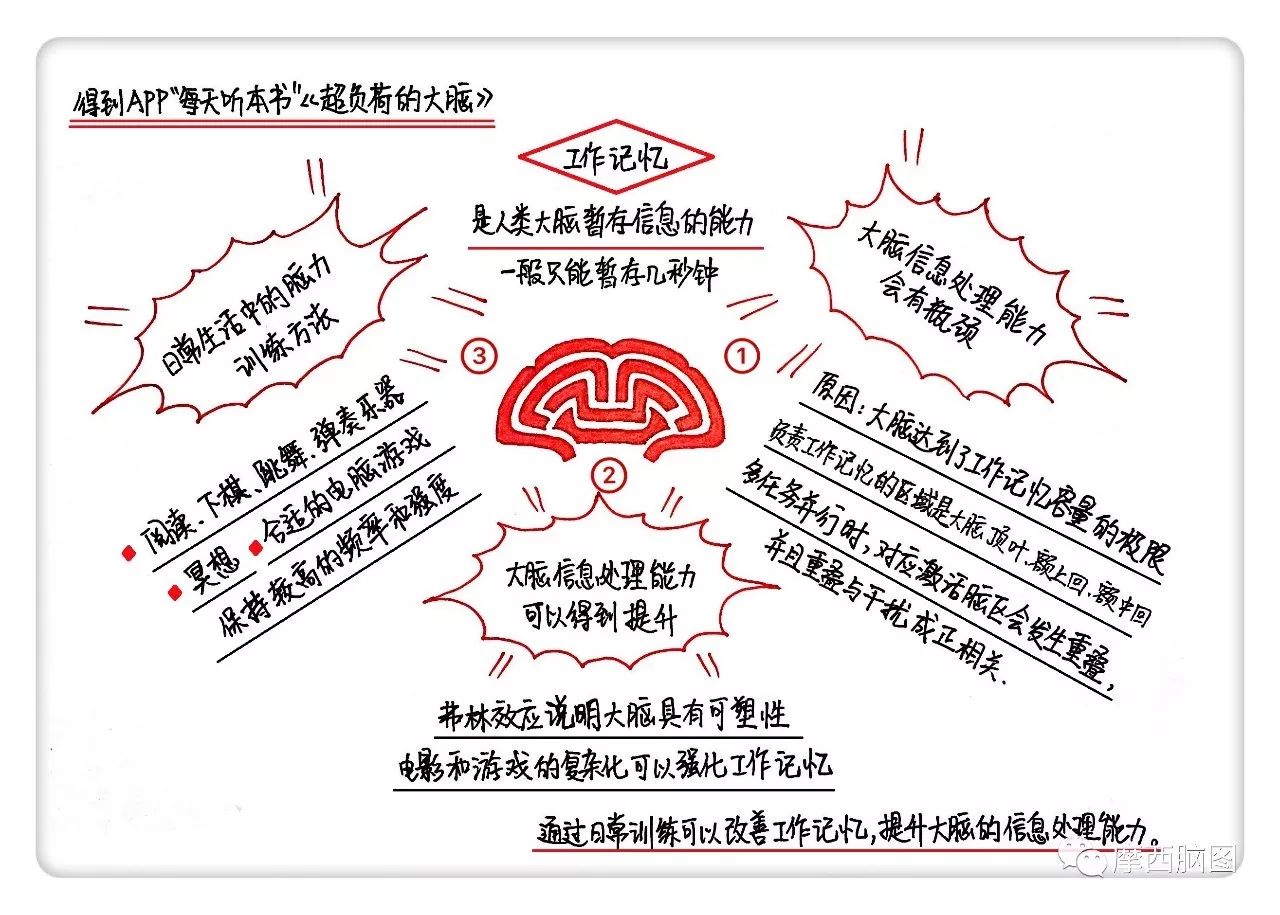 得到APP“每天听本书”《超负荷的大脑》
工作记忆
是人类大脑暂存信息的能力
一般只能暂存几秒钟
①
大脑信息处理能力
会有瓶颈
原因：大脑达到了工作记忆容量的极限
负责工作记忆的区域是大脑顶叶、额上回、额中回
多任务并行时，对应激活脑区会发生重叠，
并且重叠与干扰成正相关.
②
大脑信息处理能力
可以得到提升
弗林效应说明大脑具有可塑性
电影和游戏的复杂化可以强化工作记忆
③
日常生活中的脑力
训练方法
阅读、下棋、跳舞、弹奏乐器
冥想 合适的电脑游戏
保持较高的频率和强度
通过日常训练可以改善工作记忆，提升大脑的信息处理能力。
摩西脑图